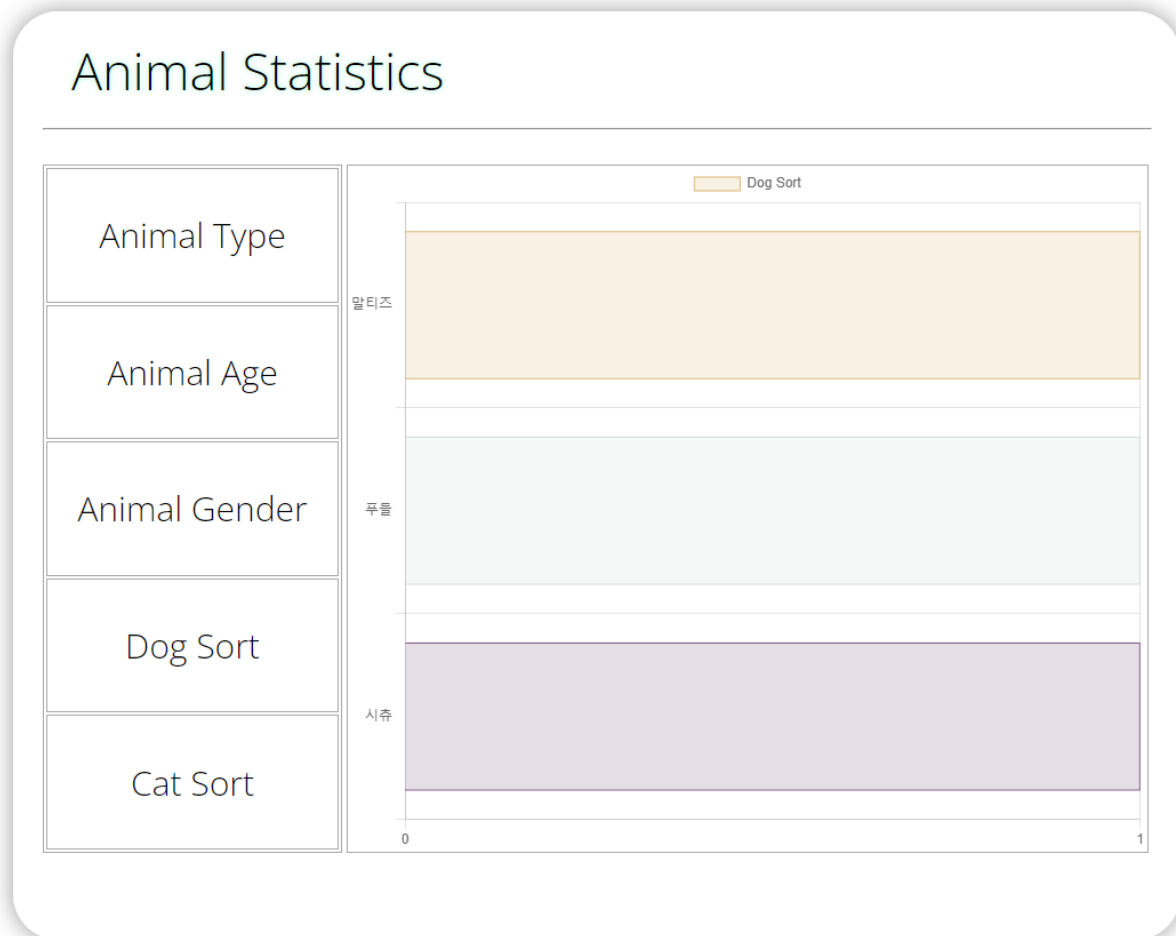 Animal Statistics
Animal Type
Animal Age
Animal Gender
Dog Sort
Cat Sort
Dog Sort
말티즈
푸들
시츄
0 1